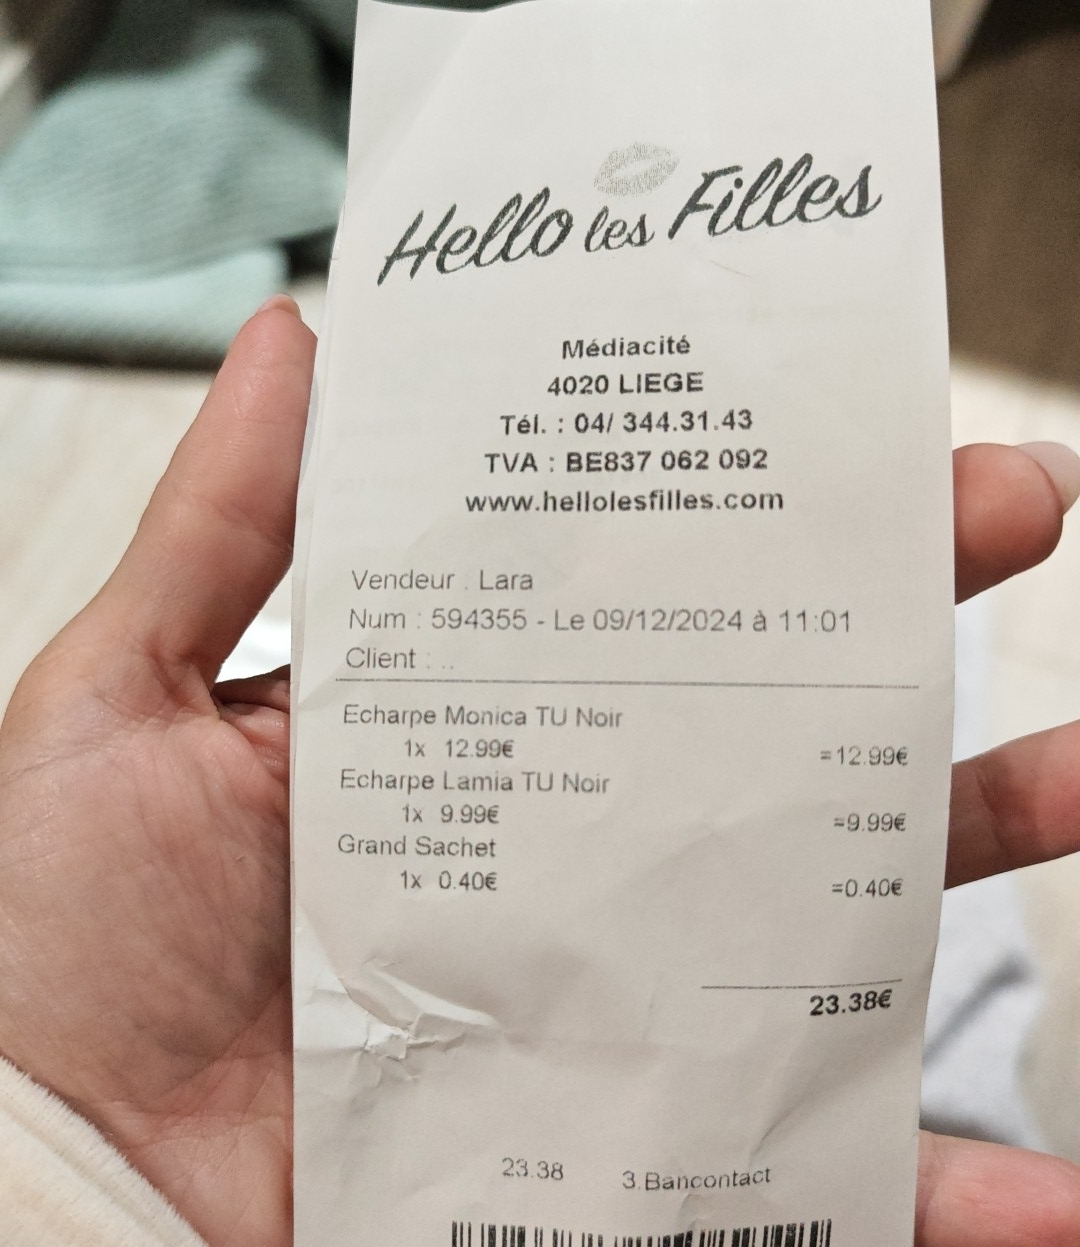 Hello les Filles
Médiacité
4020 LIEGE
Tél. : 04/ 344.31.43
TVA : BE837 062 092
www.hellolesfilles.com
Vendeur : Lara
Num : 594355 - Le 09/12/2024 à 11:01
Client : ..
Echarpe Monica TU Noir
1x 12.99€ =12.99€
Echarpe Lamia TU Noir
1x 9.99€ =9.99€
Grand Sachet
1x 0.40€ =0.40€
23.38€
23.38 3.Bancontact